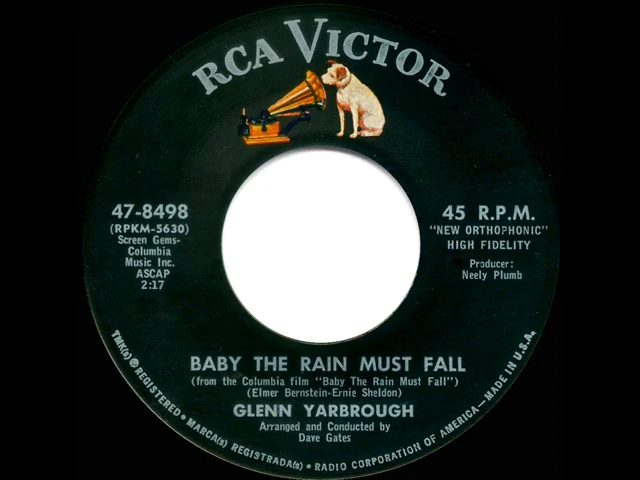 RCA VICTOR
47-8498
(RPKM-5630)
Screen Gems-
Columbia
Music Inc.
ASCAP
2:17
45 R.P.M.
"NEW ORTHOPHONIC"
HIGH FIDELITY
Producer:
Neely Plumb
BABY THE RAIN MUST FALL
(from the Columbia film "Baby The Rain Must Fall")
(Elmer Bernstein-Ernie Sheldon)
GLENN YARBROUGH
Arranged and Conducted by
Dave Gates
TMK(s) ® REGISTERED • MARCA(s) REGISTRADA(s) • RADIO CORPORATION OF AMERICA—MADE IN U.S.A.